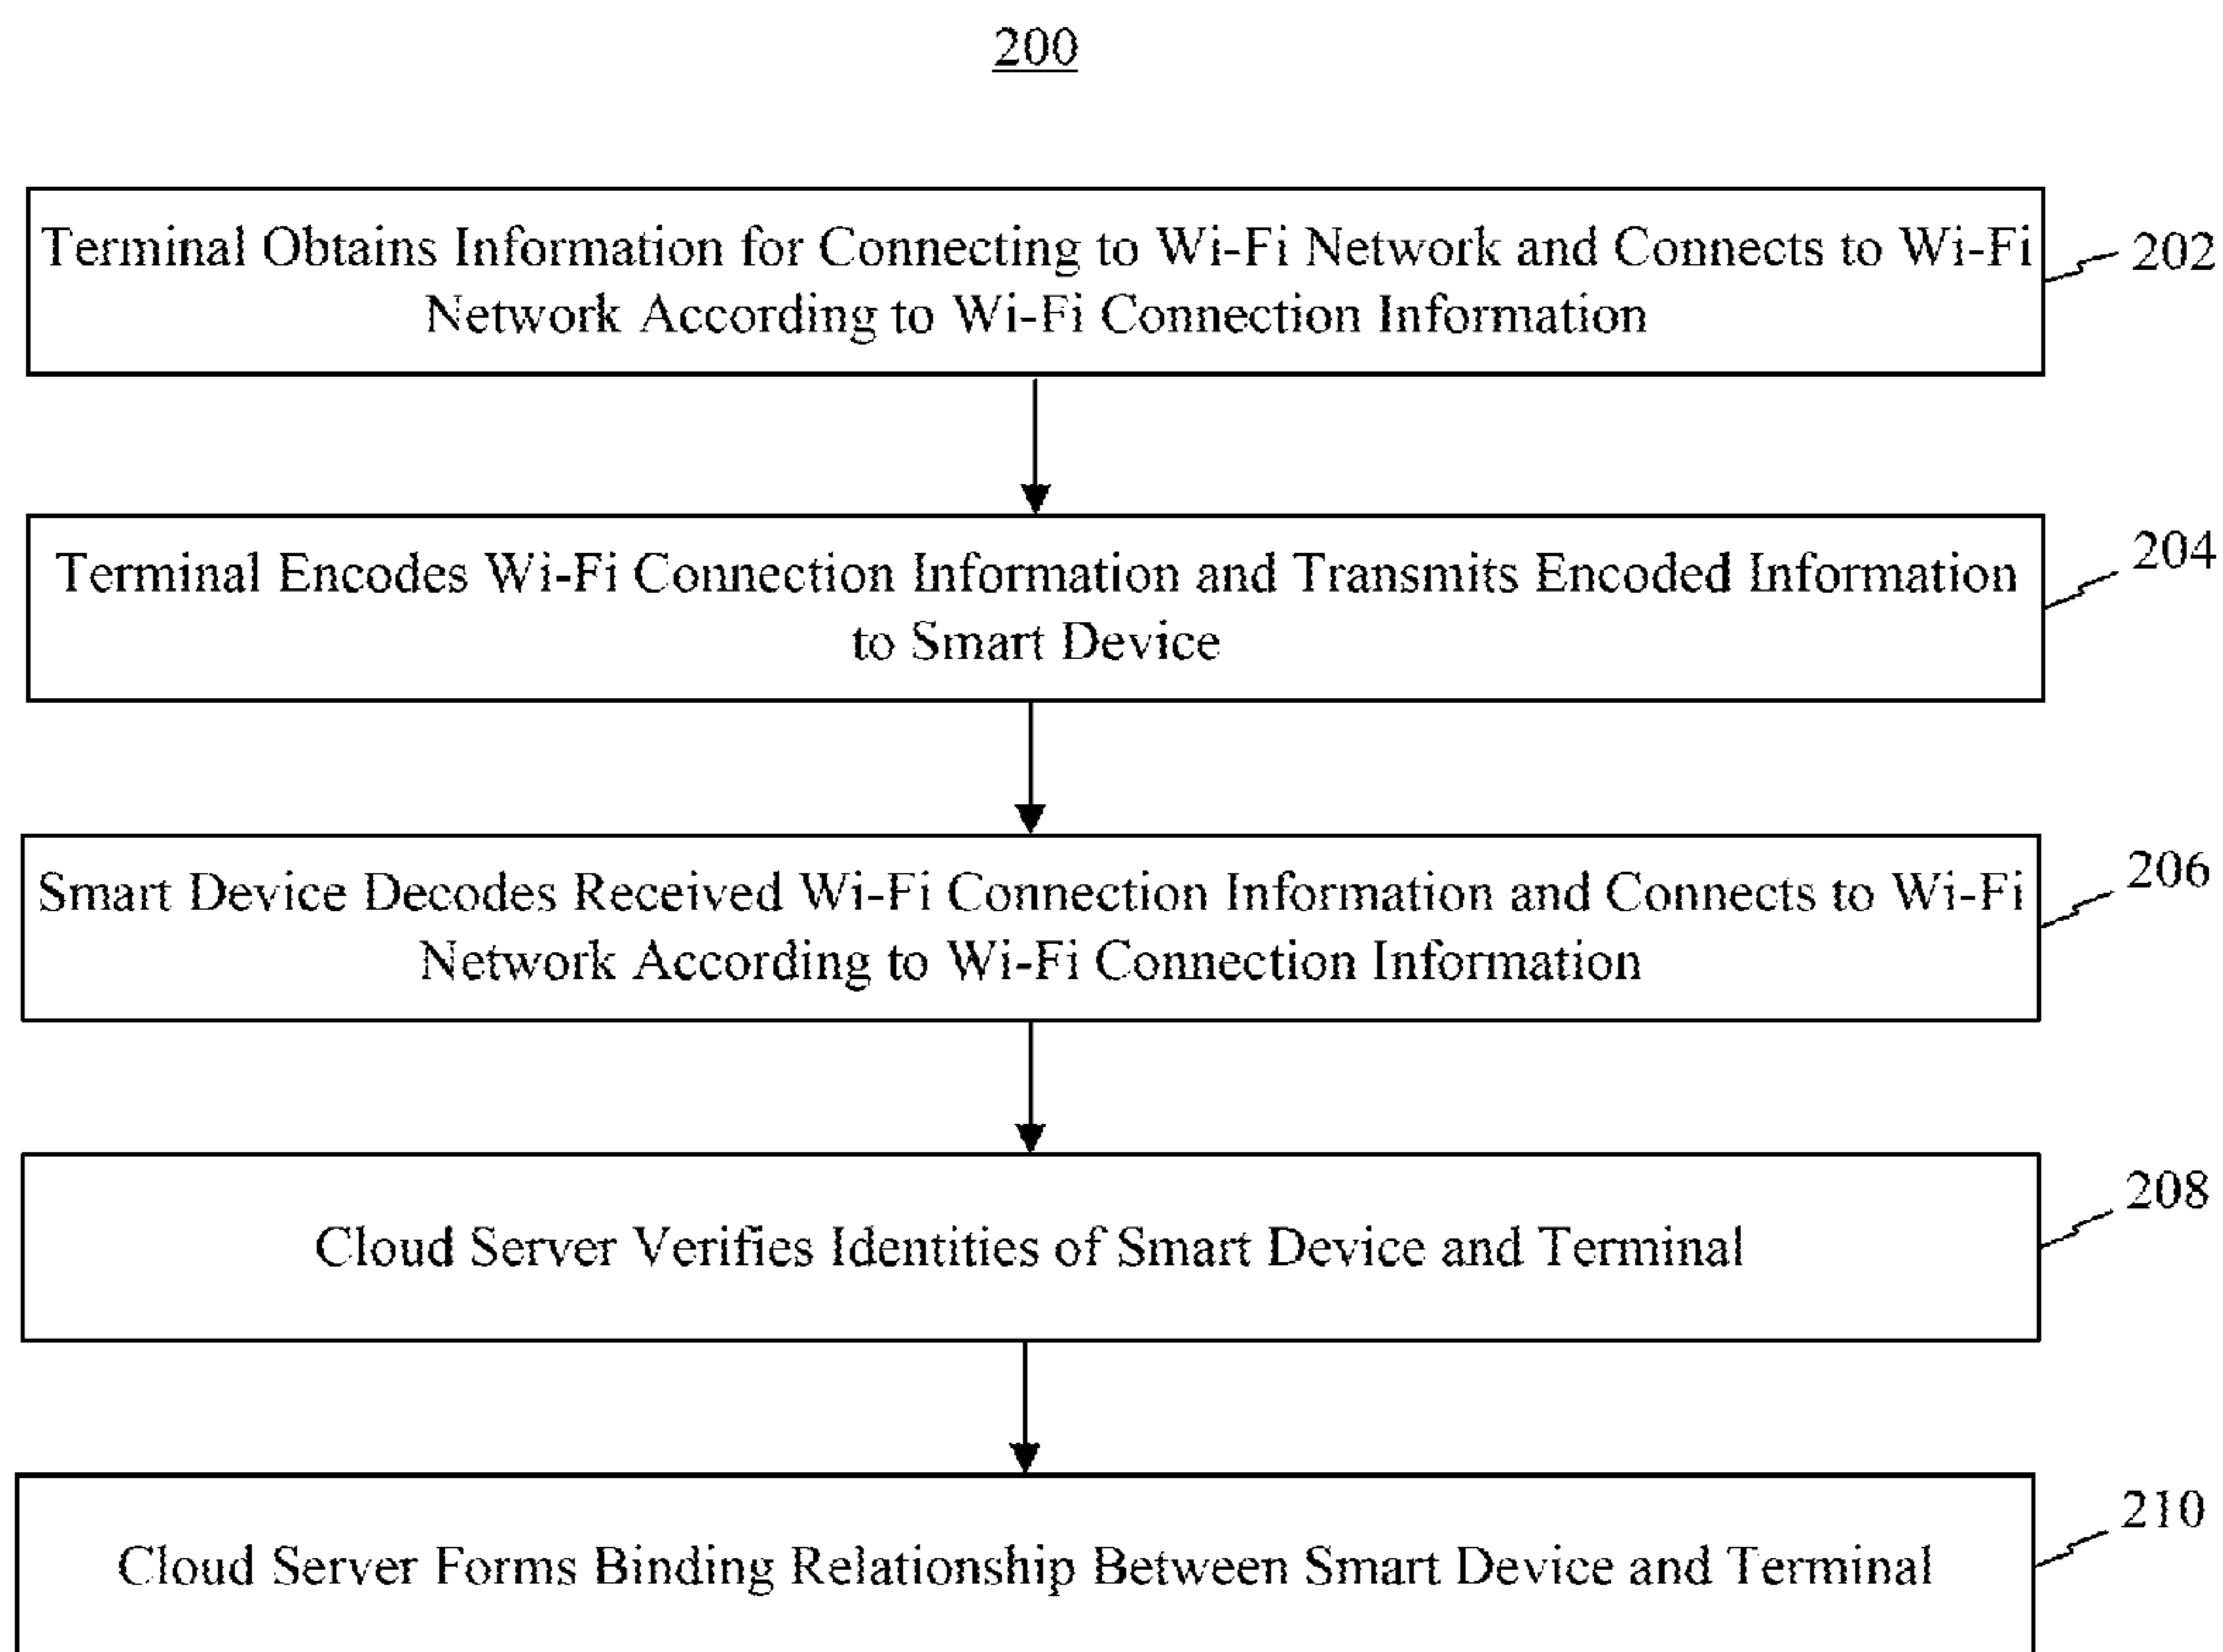 200
Terminal Obtains Information for Connecting to Wi-Fi Network and Connects to Wi-Fi
Network According to Wi-Fi Connection Information
202
Terminal Encodes Wi-Fi Connection Information and Transmits Encoded Information
to Smart Device
204
Smart Device Decodes Received Wi-Fi Connection Information and Connects to Wi-Fi
Network According to Wi-Fi Connection Information
206
Cloud Server Verifies Identities of Smart Device and Terminal
208
Cloud Server Forms Binding Relationship Between Smart Device and Terminal
210